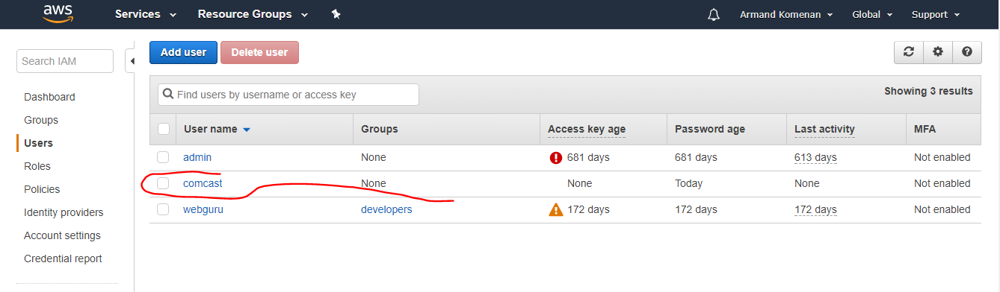 aws Services Resource Groups Armand Komenan Global Support
Search IAM
Add user Delete user
Dashboard
Groups
Users
Roles
Policies
Identity providers
Account settings
Credential report
Find users by username or access key Showing 3 results
User name Groups Access key age Password age Last activity MFA
admin None 681 days 681 days 613 days Not enabled
comcast None None Today None Not enabled
webguru developers 172 days 172 days 172 days Not enabled